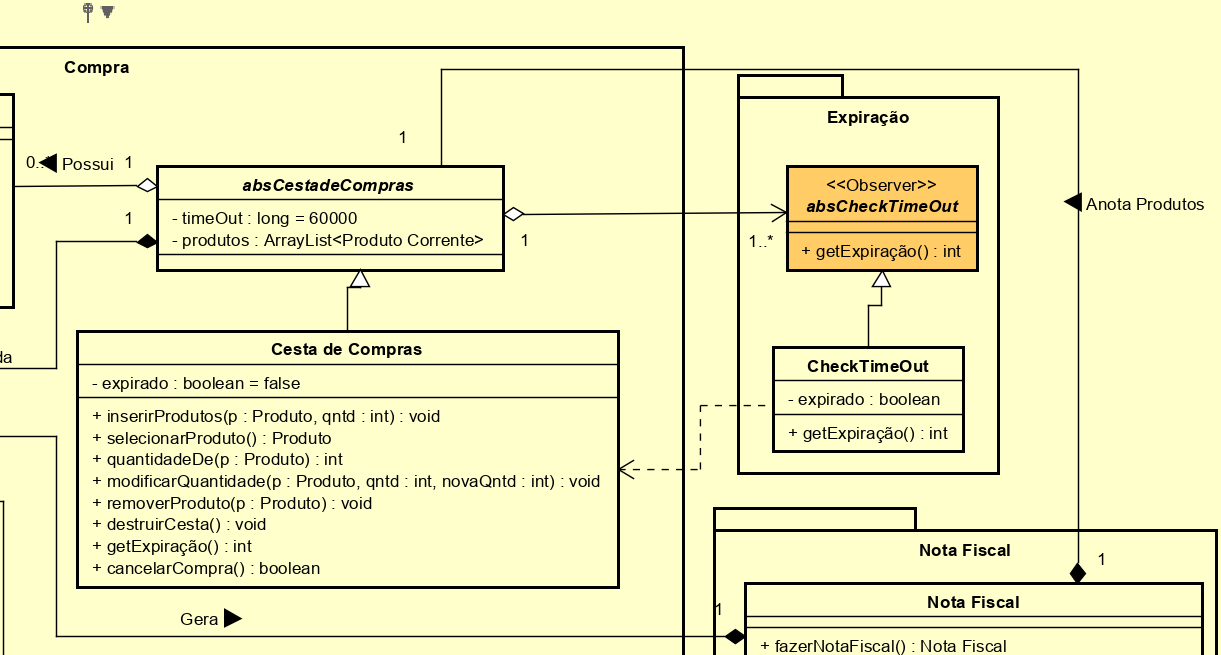 Compra
Expiração
1
0..
Possui
1
absCestadeCompras
- timeOut : long = 60000
- produtos : ArrayList<Produto Corrente>
1
1
1..*
<<Observer>>
absCheckTimeOut
+ getExpiração() : int
Anota Produtos
da
Cesta de Compras
- expirado : boolean = false
+ inserirProdutos(p : Produto, qntd : int) : void
+ selecionarProduto() : Produto
+ quantidadeDe(p : Produto) : int
+ modificarQuantidade(p : Produto, qntd : int, novaQntd : int) : void
+ removerProduto(p : Produto) : void
+ destruirCesta() : void
+ getExpiração() : int
+ cancelarCompra() : boolean
CheckTimeOut
- expirado : boolean
+ getExpiração() : int
Nota Fiscal
1
Gera
1
Nota Fiscal
+ fazerNotaFiscal() : Nota Fiscal